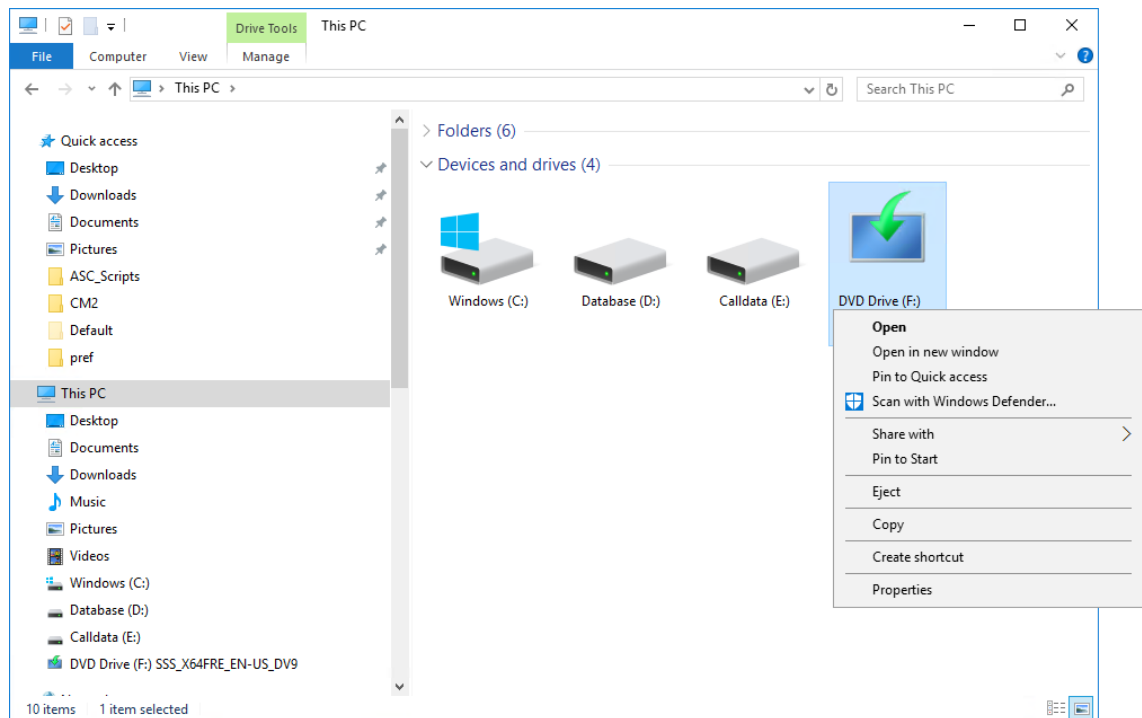 Drive Tools
This PC
File
Computer
View
Manage
This PC
Search This PC
Quick access
Desktop
Downloads
Documents
Pictures
ASC_Scripts
CM2
Default
pref
This PC
Desktop
Documents
Downloads
Music
Pictures
Videos
Windows (C:)
Database (D:)
Calldata (E:)
DVD Drive (F:) SSS_X64FRE_EN-US_DV9
10 items
1 item selected
Folders (6)
Devices and drives (4)
Windows (C:)
Database (D:)
Calldata (E:)
DVD Drive (F:)
Open
Open in new window
Pin to Quick access
Scan with Windows Defender...
Share with
Pin to Start
Eject
Copy
Create shortcut
Properties